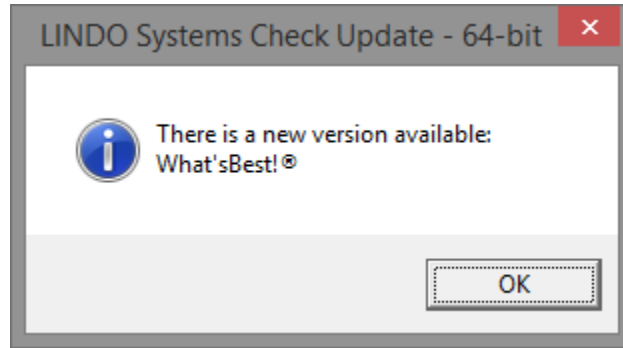 LINDO Systems Check Update - 64-bit
There is a new version available:
What'sBest!®
OK